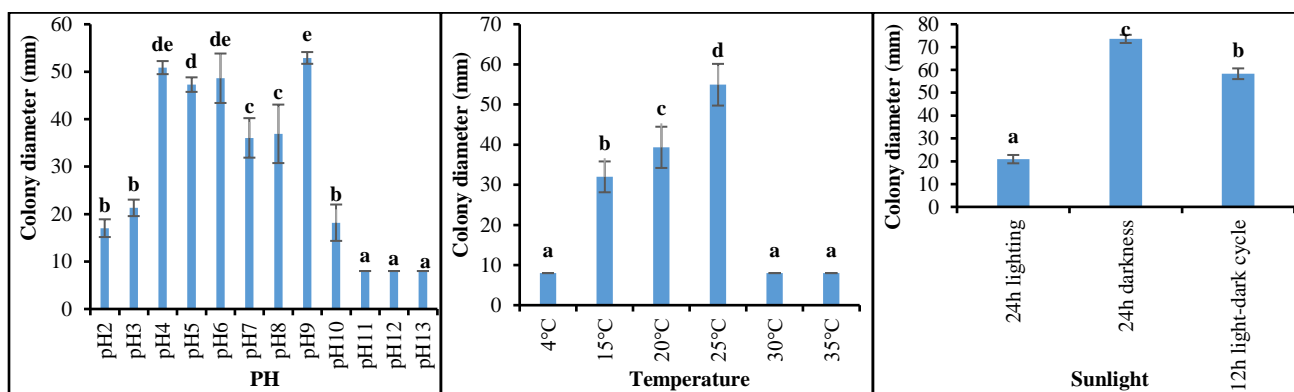 Colony diameter (mm)
60
50
40
30
20
10
0
b
b
de
d
de
c
c
e
b
a
a
a
pH2
pH3
pH4
pH5
pH6
pH7
pH8
pH9
pH10
pH11
pH12
pH13
PH
Colony diameter (mm)
70
60
50
40
30
20
10
0
a
b
c
d
a
a
4°C
15°C
20°C
25°C
30°C
35°C
Temperature
Colony diameter (mm)
80
70
60
50
40
30
20
10
0
a
c
b
24h lighting
24h darkness
12h light-dark cycle
Sunlight